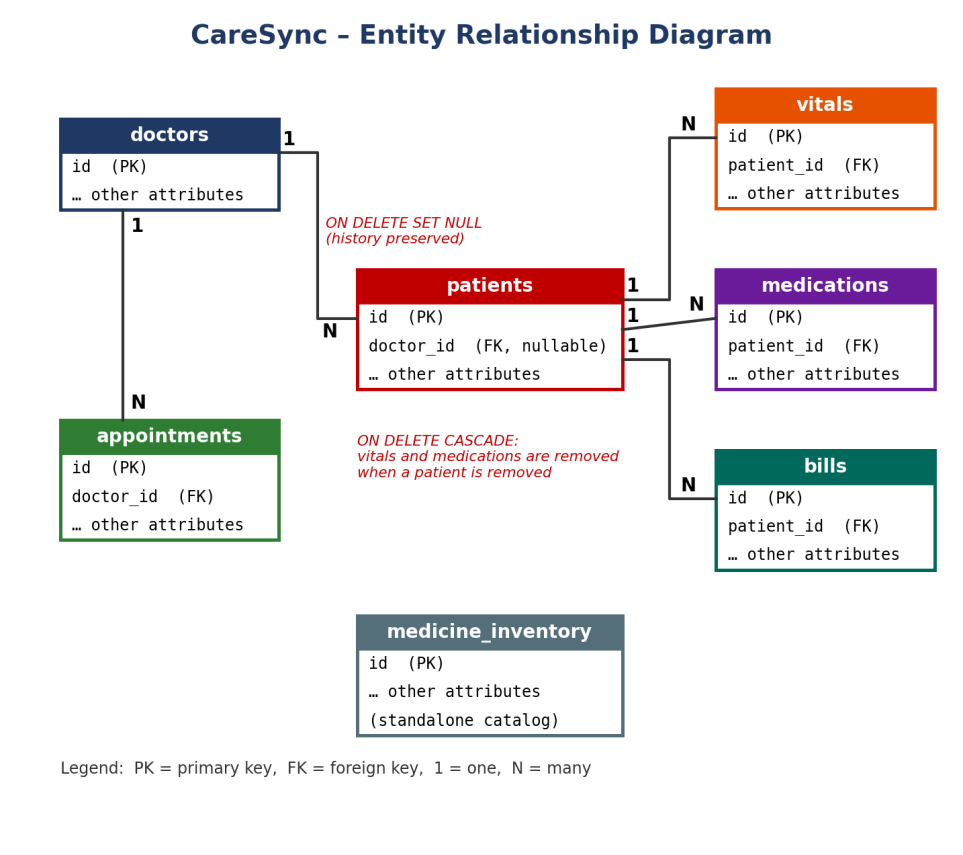 CareSync – Entity Relationship Diagram
doctors
id  (PK)
… other attributes
1
1
ON DELETE SET NULL
(history preserved)
N
N
patients
id  (PK)
doctor_id  (FK, nullable)
… other attributes
1
1
1
N
N
N
vitals
id  (PK)
patient_id  (FK)
… other attributes
medications
id  (PK)
patient_id  (FK)
… other attributes
appointments
id  (PK)
doctor_id  (FK)
… other attributes
ON DELETE CASCADE:
vitals and medications are removed
when a patient is removed
bills
id  (PK)
patient_id  (FK)
… other attributes
medicine_inventory
id  (PK)
… other attributes
(standalone catalog)
Legend:  PK = primary key,  FK = foreign key,  1 = one,  N = many